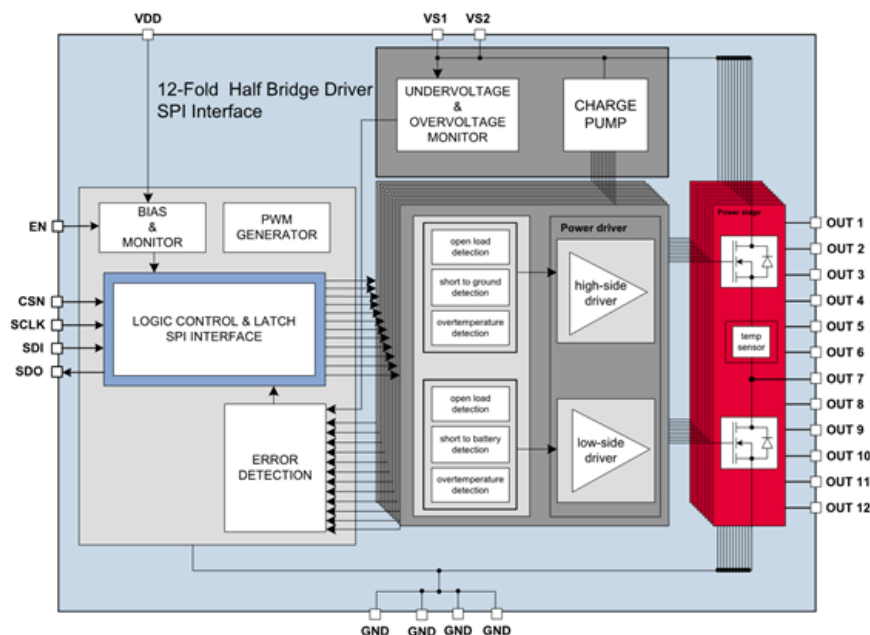 VDD
VS1
VS2
12-Fold Half Bridge Driver
SPI Interface
UNDERVOLTAGE
&
OVERVOLTAGE
MONITOR
CHARGE
PUMP
EN
BIAS
&
MONITOR
PWM
GENERATOR
CSN
SCLK
SDI
SDO
LOGIC CONTROL & LATCH
SPI INTERFACE
ERROR
DETECTION
open load
detection
short to ground
detection
overtemperature
detection
open load
detection
short to battery
detection
overtemperature
detection
Power driver
high-side
driver
low-side
driver
Power stage
temp
sensor
OUT 1
OUT 2
OUT 3
OUT 4
OUT 5
OUT 6
OUT 7
OUT 8
OUT 9
OUT 10
OUT 11
OUT 12
GND
GND
GND
GND